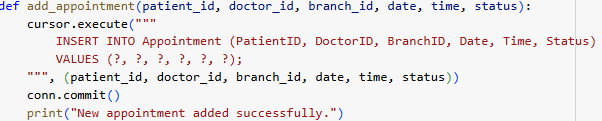 def add_appointment(patient_id, doctor_id, branch_id, date, time, status):
    cursor.execute("""
        INSERT INTO Appointment (PatientID, DoctorID, BranchID, Date, Time, Status)
        VALUES (?, ?, ?, ?, ?, ?);
    """, (patient_id, doctor_id, branch_id, date, time, status))
    conn.commit()
    print("New appointment added successfully.")